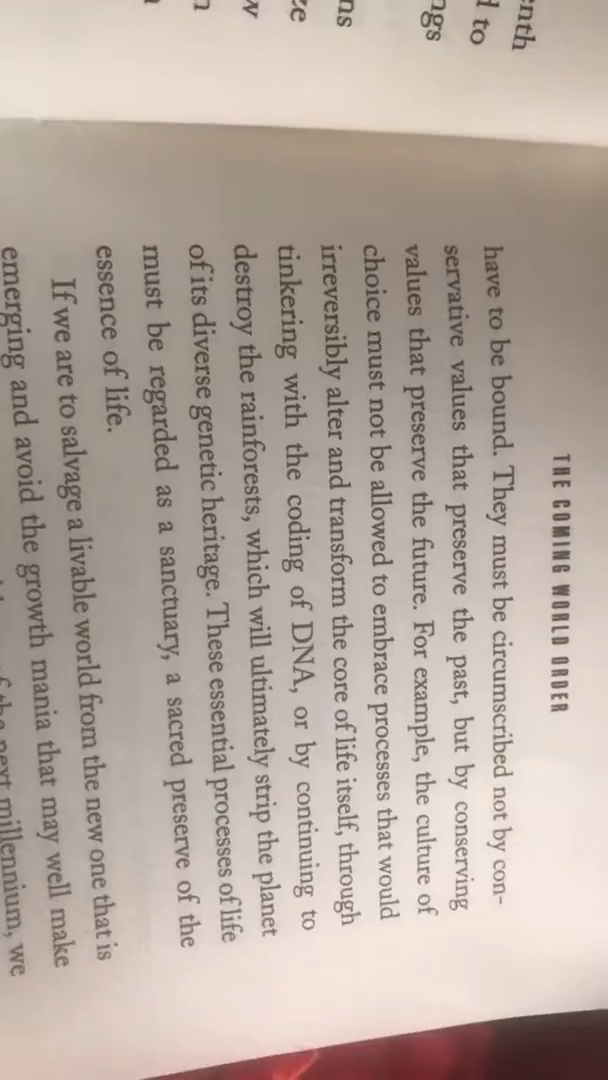 THE COMING WORLD ORDER
have to be bound. They must be circumscribed not by con-
servative values that preserve the past, but by conserving
values that preserve the future. For example, the culture of
choice must not be allowed to embrace processes that would
irreversibly alter and transform the core of life itself, through
tinkering with the coding of DNA, or by continuing to
destroy the rainforests, which will ultimately strip the planet
of its diverse genetic heritage. These essential processes of life
must be regarded as a sanctuary, a sacred preserve of the
essence of life.
If we are to salvage a livable world from the new one that is
emerging and avoid the growth mania that may well make
next millennium, we